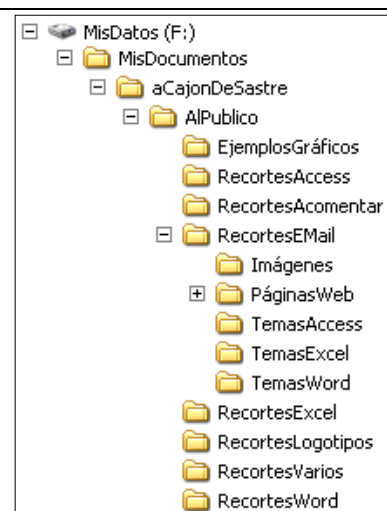 MisDatos (F:)
MisDocumentos
aCajonDeSastre
AlPublico
EjemplosGráficos
RecortesAccess
RecortesAcomentar
RecortesEMail
Imágenes
PáginasWeb
TemasAccess
TemasExcel
TemasWord
RecortesExcel
RecortesLogotipos
RecortesVarios
RecortesWord